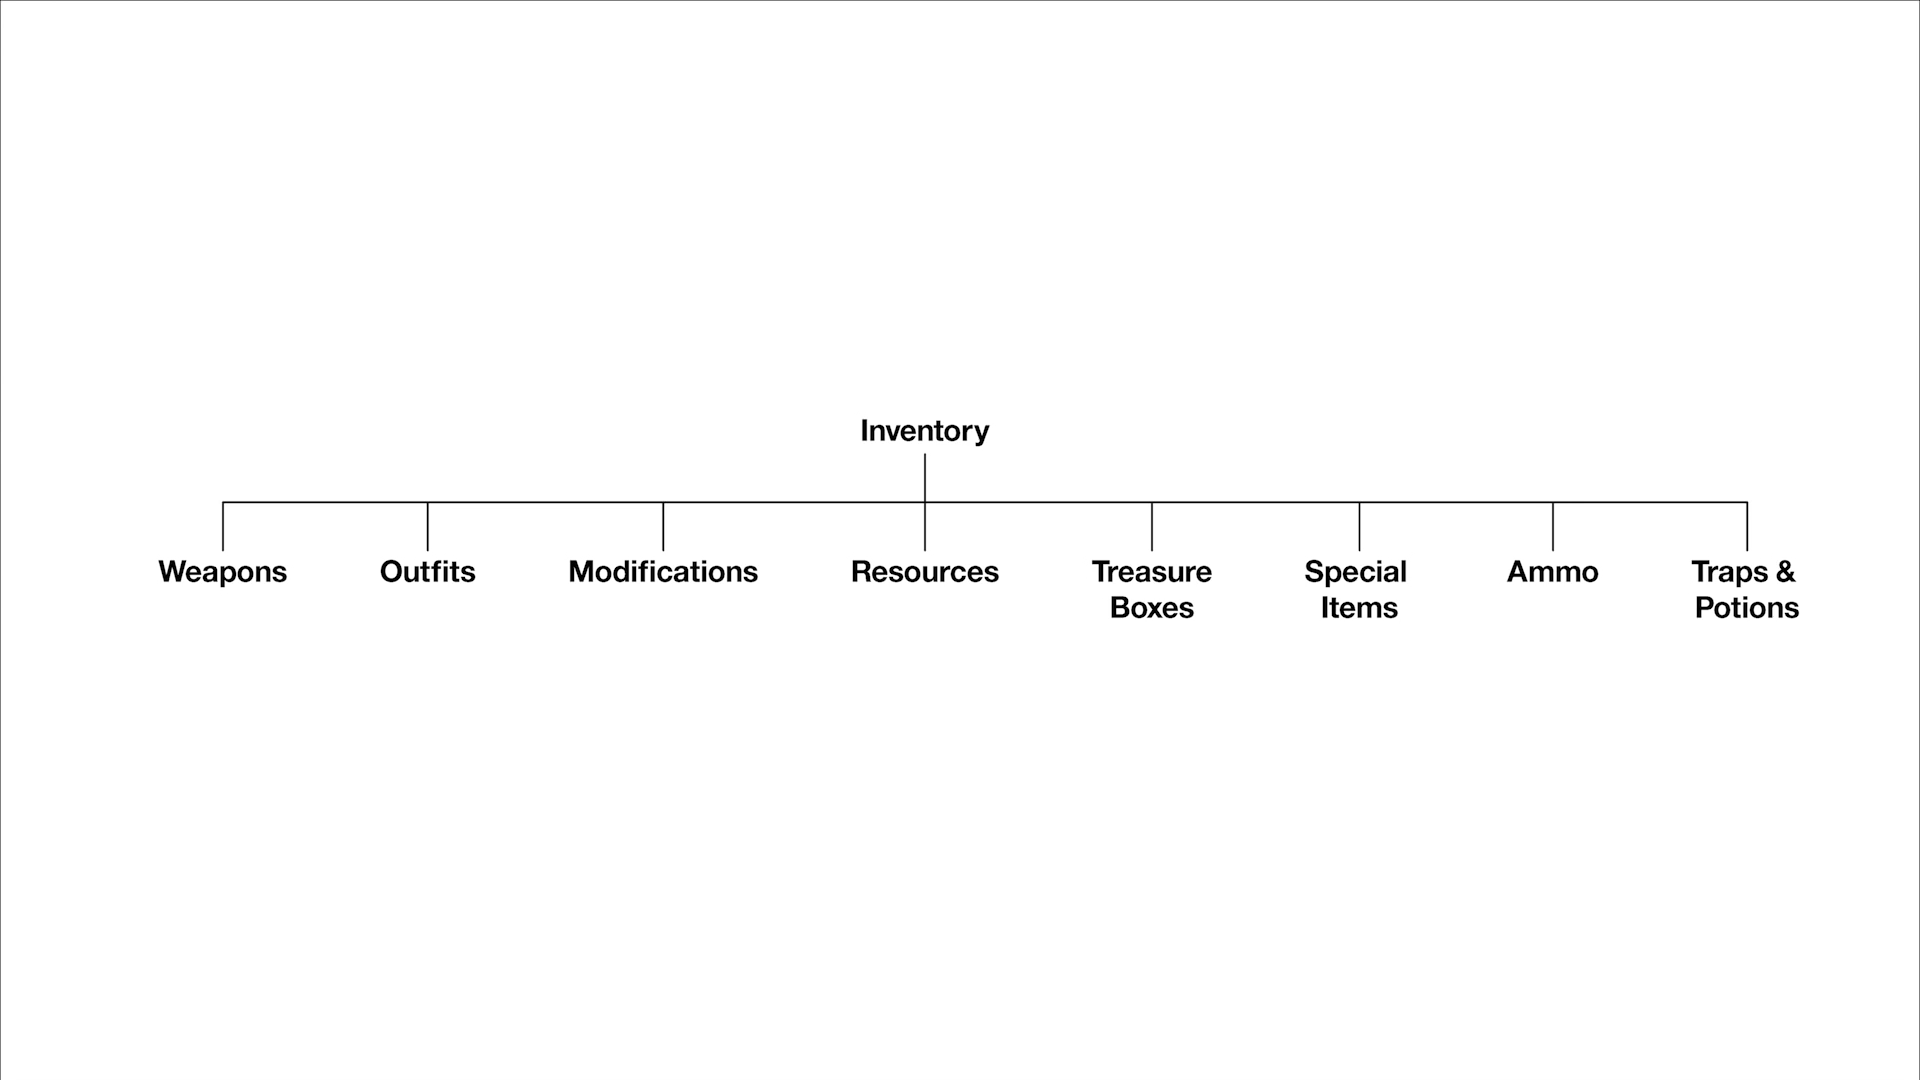 Inventory
Weapons
Outfits
Modifications
Resources
Treasure
Boxes
Special
Items
Ammo
Traps &
Potions